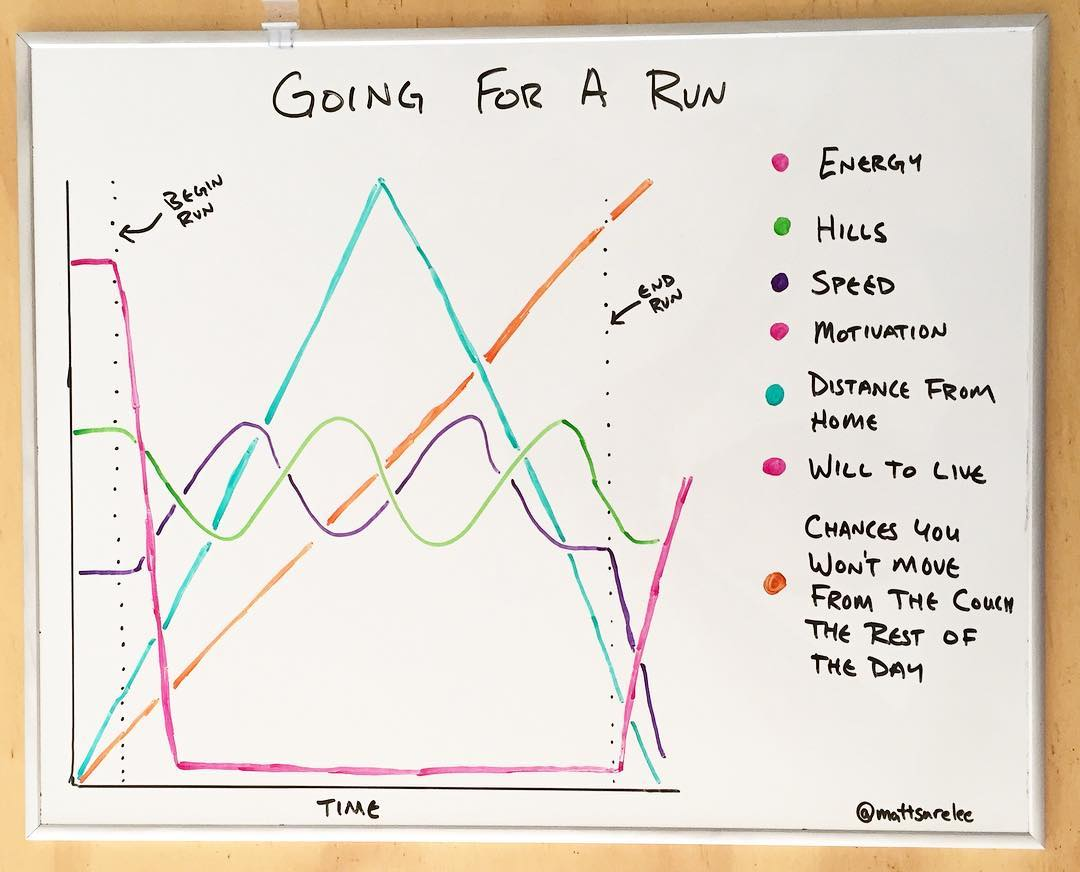 GOING FOR A RUN
BEGIN
RUN
END
RUN
TIME
ENERGY
HILLS
SPEED
MOTIVATION
DISTANCE FROM
HOME
WILL TO LIVE
CHANCES YOU
WON'T MOVE
FROM THE COUCH
THE REST OF
THE DAY
@mattsurelee